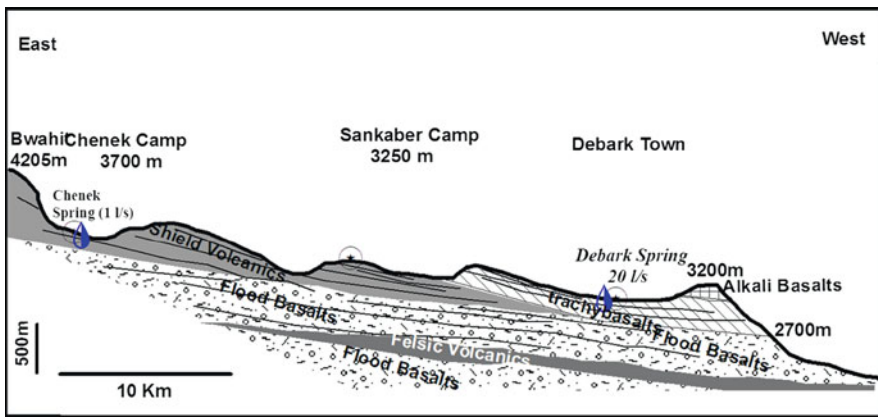 East
West
Bwahit
4205m
Chenek Camp
3700 m
Sankaber Camp
3250 m
Debark Town
Chenek
Spring (1 l/s)
Shield Volcanics
Debark Spring
20 l/s
3200m
Alkali Basalts
trachybasalts
2700m
Flood Basalts
Flood Basalts
Felsic Volcanics
Flood Basalts
500m
10 Km